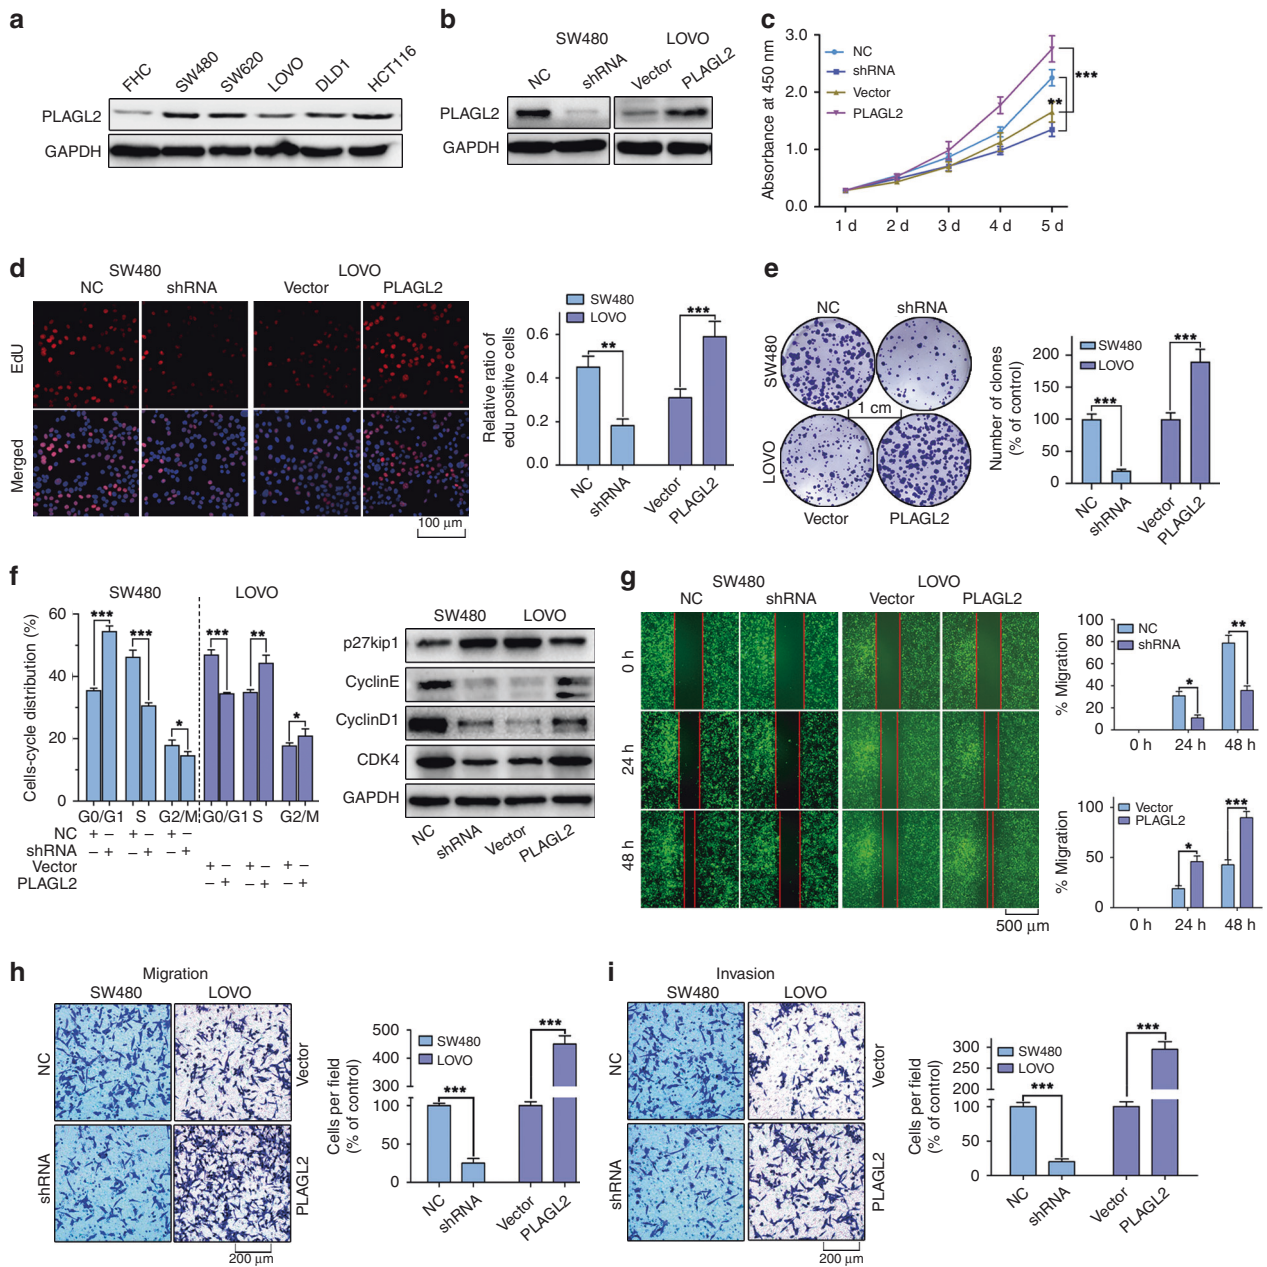 a
FHC SW480 SW620 LOVO DLD1 HCT116
PLAGL2
GAPDH
b
SW480 LOVO
NC shRNA Vector PLAGL2
PLAGL2
GAPDH
c
Absorbance at 450 nm
3.0
2.0
1.0
0.0
NC
shRNA
Vector
PLAGL2
***
**
1 d 2 d 3 d 4 d 5 d
d
SW480 LOVO
NC shRNA Vector PLAGL2
EdU
Merged
100 μm
Relative ratio of
edu positive cells
SW480
LOVO
0.6
0.4
0.2
0.0
** ***
NC shRNA Vector PLAGL2
e
NC shRNA
SW480
1 cm
LOVO
Vector PLAGL2
Number of clones
(% of control)
SW480
LOVO
200
150
100
50
0
*** ***
NC shRNA Vector PLAGL2
f
SW480 LOVO
Cells-cycle distribution (%)
60
40
20
0
*** *** * *** ** *
G0/G1 S G2/M G0/G1 S G2/M
NC + − + − + −
shRNA − + − + − +
Vector + − + − + −
PLAGL2 − + − + − +
SW480 LOVO
p27kip1
CyclinE
CyclinD1
CDK4
GAPDH
NC shRNA Vector PLAGL2
g
SW480 LOVO
NC shRNA Vector PLAGL2
0 h
24 h
48 h
500 μm
% Migration
100
80
60
40
20
0
NC
shRNA
* **
0 h 24 h 48 h
% Migration
100
50
0
Vector
PLAGL2
* ***
0 h 24 h 48 h
h
Migration
SW480 LOVO
NC Vector
shRNA PLAGL2
200 μm
Cells per field
(% of control)
500
400
300
100
50
0
SW480
LOVO
*** ***
NC shRNA Vector PLAGL2
i
Invasion
SW480 LOVO
NC Vector
shRNA PLAGL2
200 μm
Cells per field
(% of control)
300
250
200
100
50
0
SW480
LOVO
*** ***
NC shRNA Vector PLAGL2